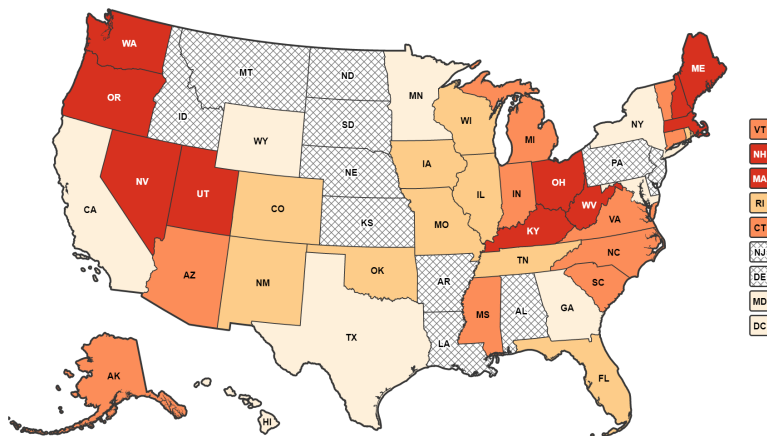 WA
MT
ND
ME
OR
ID
MN
SD
WI
NY
VT
WY
MI
NH
NE
IA
PA
NV
UT
OH
MA
CA
CO
IL
IN
WV
RI
KS
MO
KY
VA
CT
NC
NJ
AZ
NM
OK
TN
AR
SC
DE
MS
AL
GA
MD
TX
LA
DC
AK
FL
HI